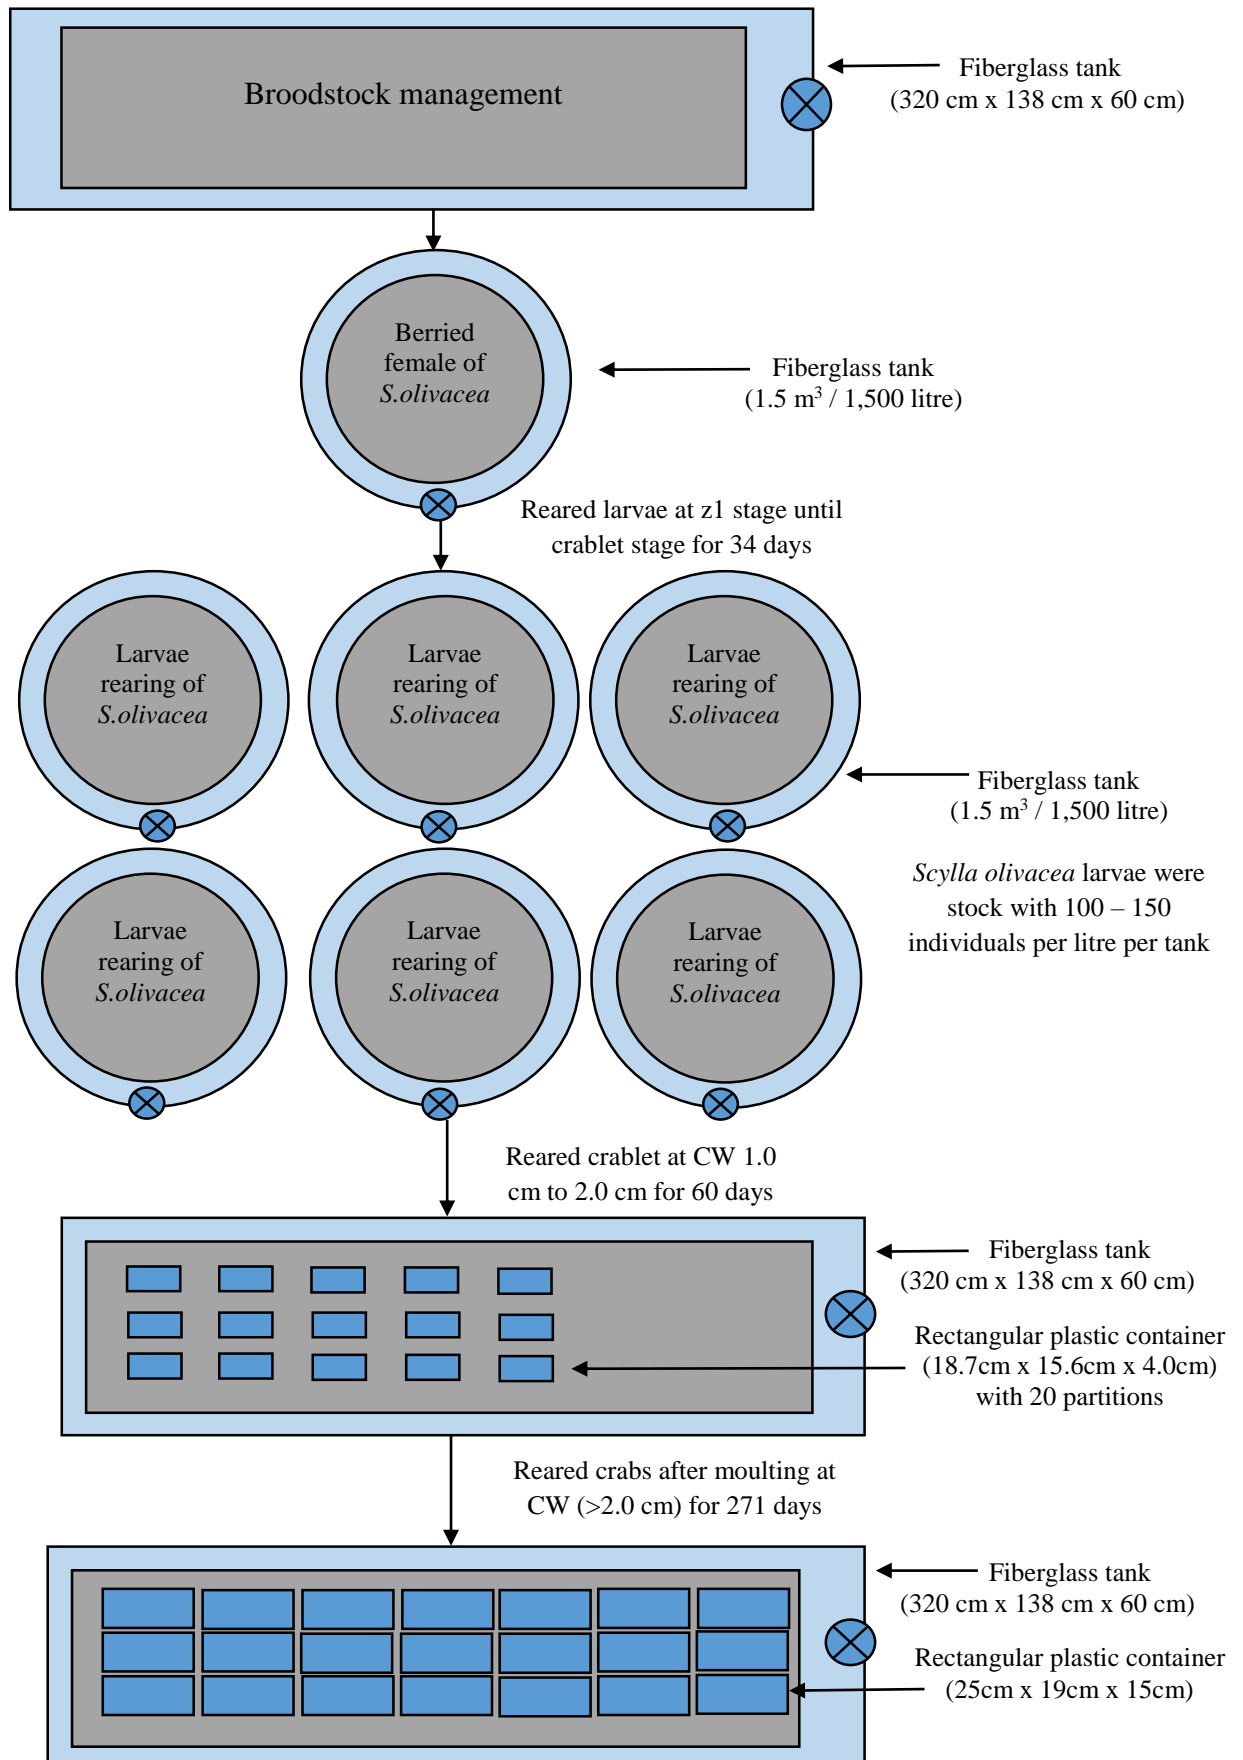 Broodstock management
Fiberglass tank
(320 cm x 138 cm x 60 cm)
Berried
female of
S.olivacea
Fiberglass tank
(1.5 m³ / 1,500 litre)
Reared larvae at z1 stage until
crablet stage for 34 days
Larvae
rearing of
S.olivacea
Larvae
rearing of
S.olivacea
Larvae
rearing of
S.olivacea
Fiberglass tank
(1.5 m³ / 1,500 litre)
Scylla olivacea larvae were
stock with 100 – 150
individuals per litre per tank
Larvae
rearing of
S.olivacea
Larvae
rearing of
S.olivacea
Larvae
rearing of
S.olivacea
Reared crablet at CW 1.0
cm to 2.0 cm for 60 days
Fiberglass tank
(320 cm x 138 cm x 60 cm)
Rectangular plastic container
(18.7cm x 15.6cm x 4.0cm)
with 20 partitions
Reared crabs after moulting at
CW (>2.0 cm) for 271 days
Fiberglass tank
(320 cm x 138 cm x 60 cm)
Rectangular plastic container
(25cm x 19cm x 15cm)